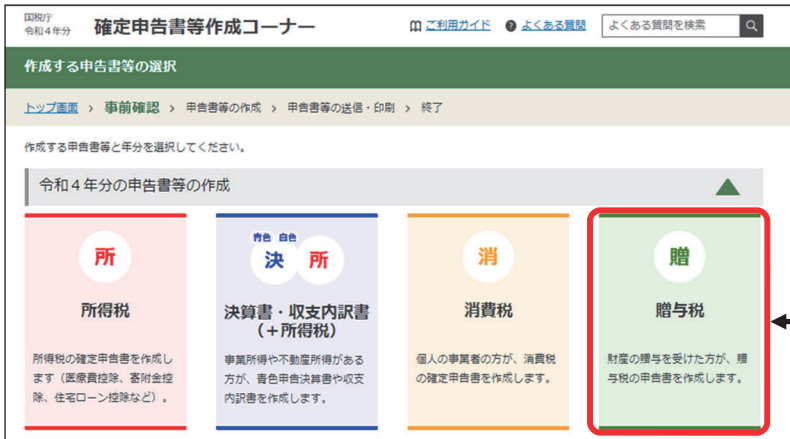 国税庁
令和4年分
確定申告書等作成コーナー
ご利用ガイド
? よくある質問
よくある質問を検索
作成する申告書等の選択
トップ画面 > 事前確認 > 申告書等の作成 > 申告書等の送信・印刷 > 終了
作成する申告書等と年分を選択してください。
令和4年分の申告書等の作成
所
所得税
所得税の確定申告書を作成し
ます（医療費控除、寄附金控
除、住宅ローン控除など）。
青色 白色
決 所
決算書・収支内訳書
（＋所得税）
事業所得や不動産所得がある
方が、青色申告決算書や収支
内訳書を作成します。
消
消費税
個人の事業者の方が、消費税
の確定申告書を作成します。
贈
贈与税
財産の贈与を受けた方が、贈
与税の申告書を作成します。